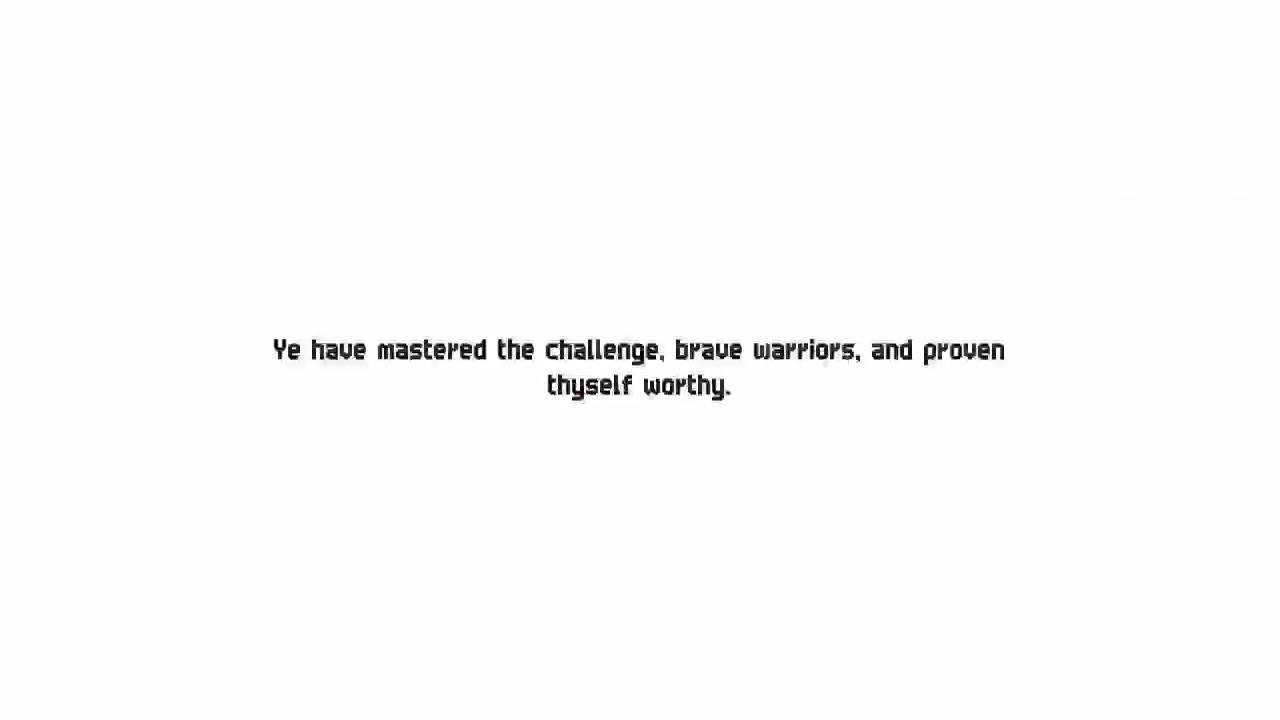 Ye have mastered the challenge, brave warriors, and proven
thyself worthy.